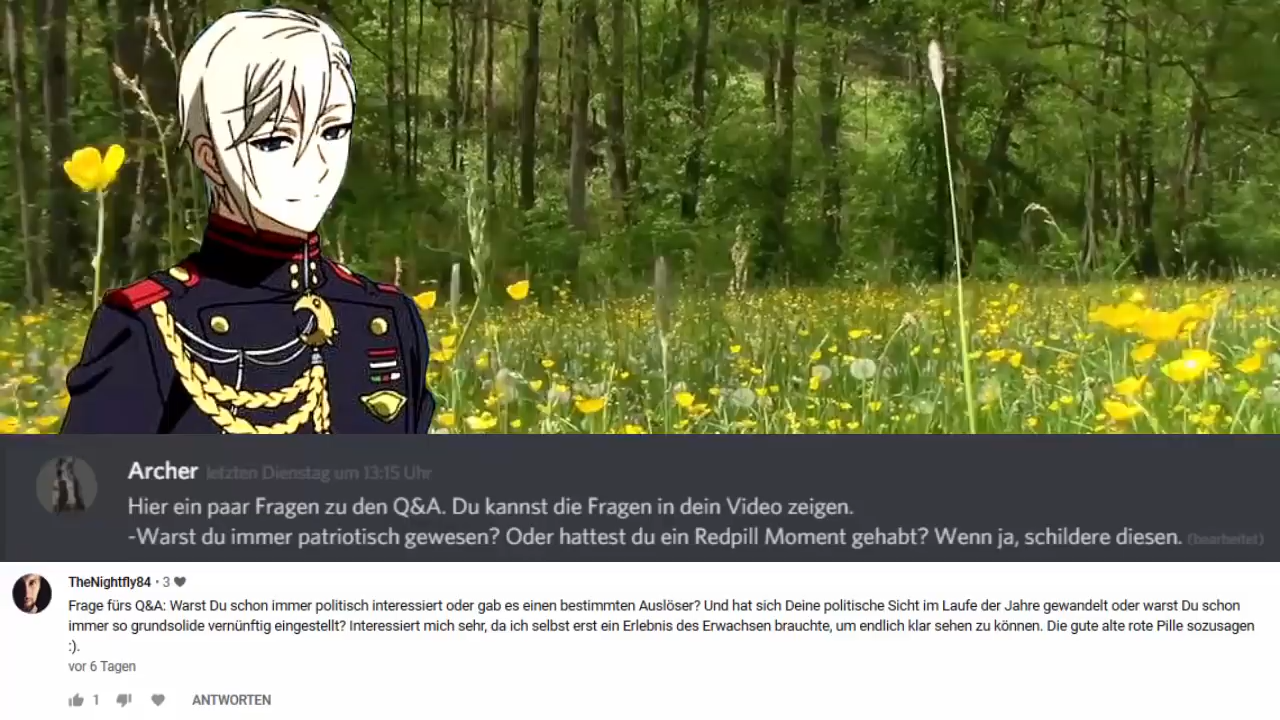 Archer letzten Dienstag um 13:15 Uhr
Hier ein paar Fragen zu den Q&A. Du kannst die Fragen in dein Video zeigen.
-Warst du immer patriotisch gewesen? Oder hattest du ein Redpill Moment gehabt? Wenn ja, schildere diesen. (bearbeitet)
TheNightfly84 · 3
Frage fürs Q&A: Warst Du schon immer politisch interessiert oder gab es einen bestimmten Auslöser? Und hat sich Deine politische Sicht im Laufe der Jahre gewandelt oder warst Du schon
immer so grundsolide vernünftig eingestellt? Interessiert mich sehr, da ich selbst erst ein Erlebnis des Erwachsen brauchte, um endlich klar sehen zu können. Die gute alte rote Pille sozusagen
:).
vor 6 Tagen
1 ANTWORTEN